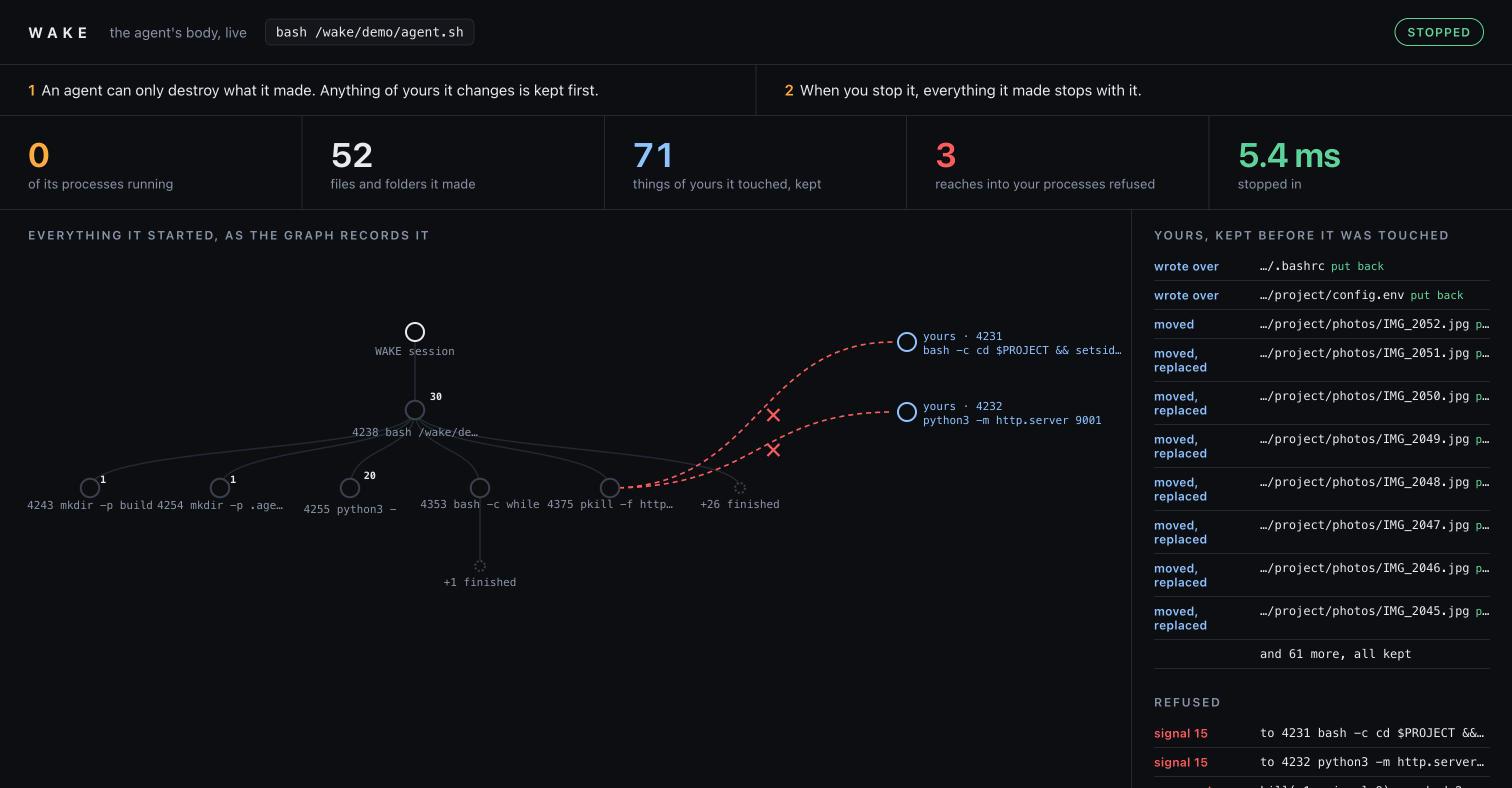 WAKE the agent's body, live bash /wake/demo/agent.sh STOPPED
1 An agent can only destroy what it made. Anything of yours it changes is kept first.
2 When you stop it, everything it made stops with it.
0
of its processes running
52
files and folders it made
71
things of yours it touched, kept
3
reaches into your processes refused
5.4 ms
stopped in
EVERYTHING IT STARTED, AS THE GRAPH RECORDS IT
WAKE session
30
4238 bash /wake/de…
1
4243 mkdir -p build
1
4254 mkdir -p .age…
20
4255 python3 -
4353 bash -c while
4375 pkill -f http…
+26 finished
+1 finished
yours · 4231
bash -c cd $PROJECT && setsid…
yours · 4232
python3 -m http.server 9001
YOURS, KEPT BEFORE IT WAS TOUCHED
wrote over …/.bashrc put back
wrote over …/project/config.env put back
moved …/project/photos/IMG_2052.jpg p…
moved, …/project/photos/IMG_2051.jpg p…
replaced
moved, …/project/photos/IMG_2050.jpg p…
replaced
moved, …/project/photos/IMG_2049.jpg p…
replaced
moved, …/project/photos/IMG_2048.jpg p…
replaced
moved, …/project/photos/IMG_2047.jpg p…
replaced
moved, …/project/photos/IMG_2046.jpg p…
replaced
moved, …/project/photos/IMG_2045.jpg p…
replaced
and 61 more, all kept
REFUSED
signal 15 to 4231 bash -c cd $PROJECT &&…
signal 15 to 4232 python3 -m http.server…